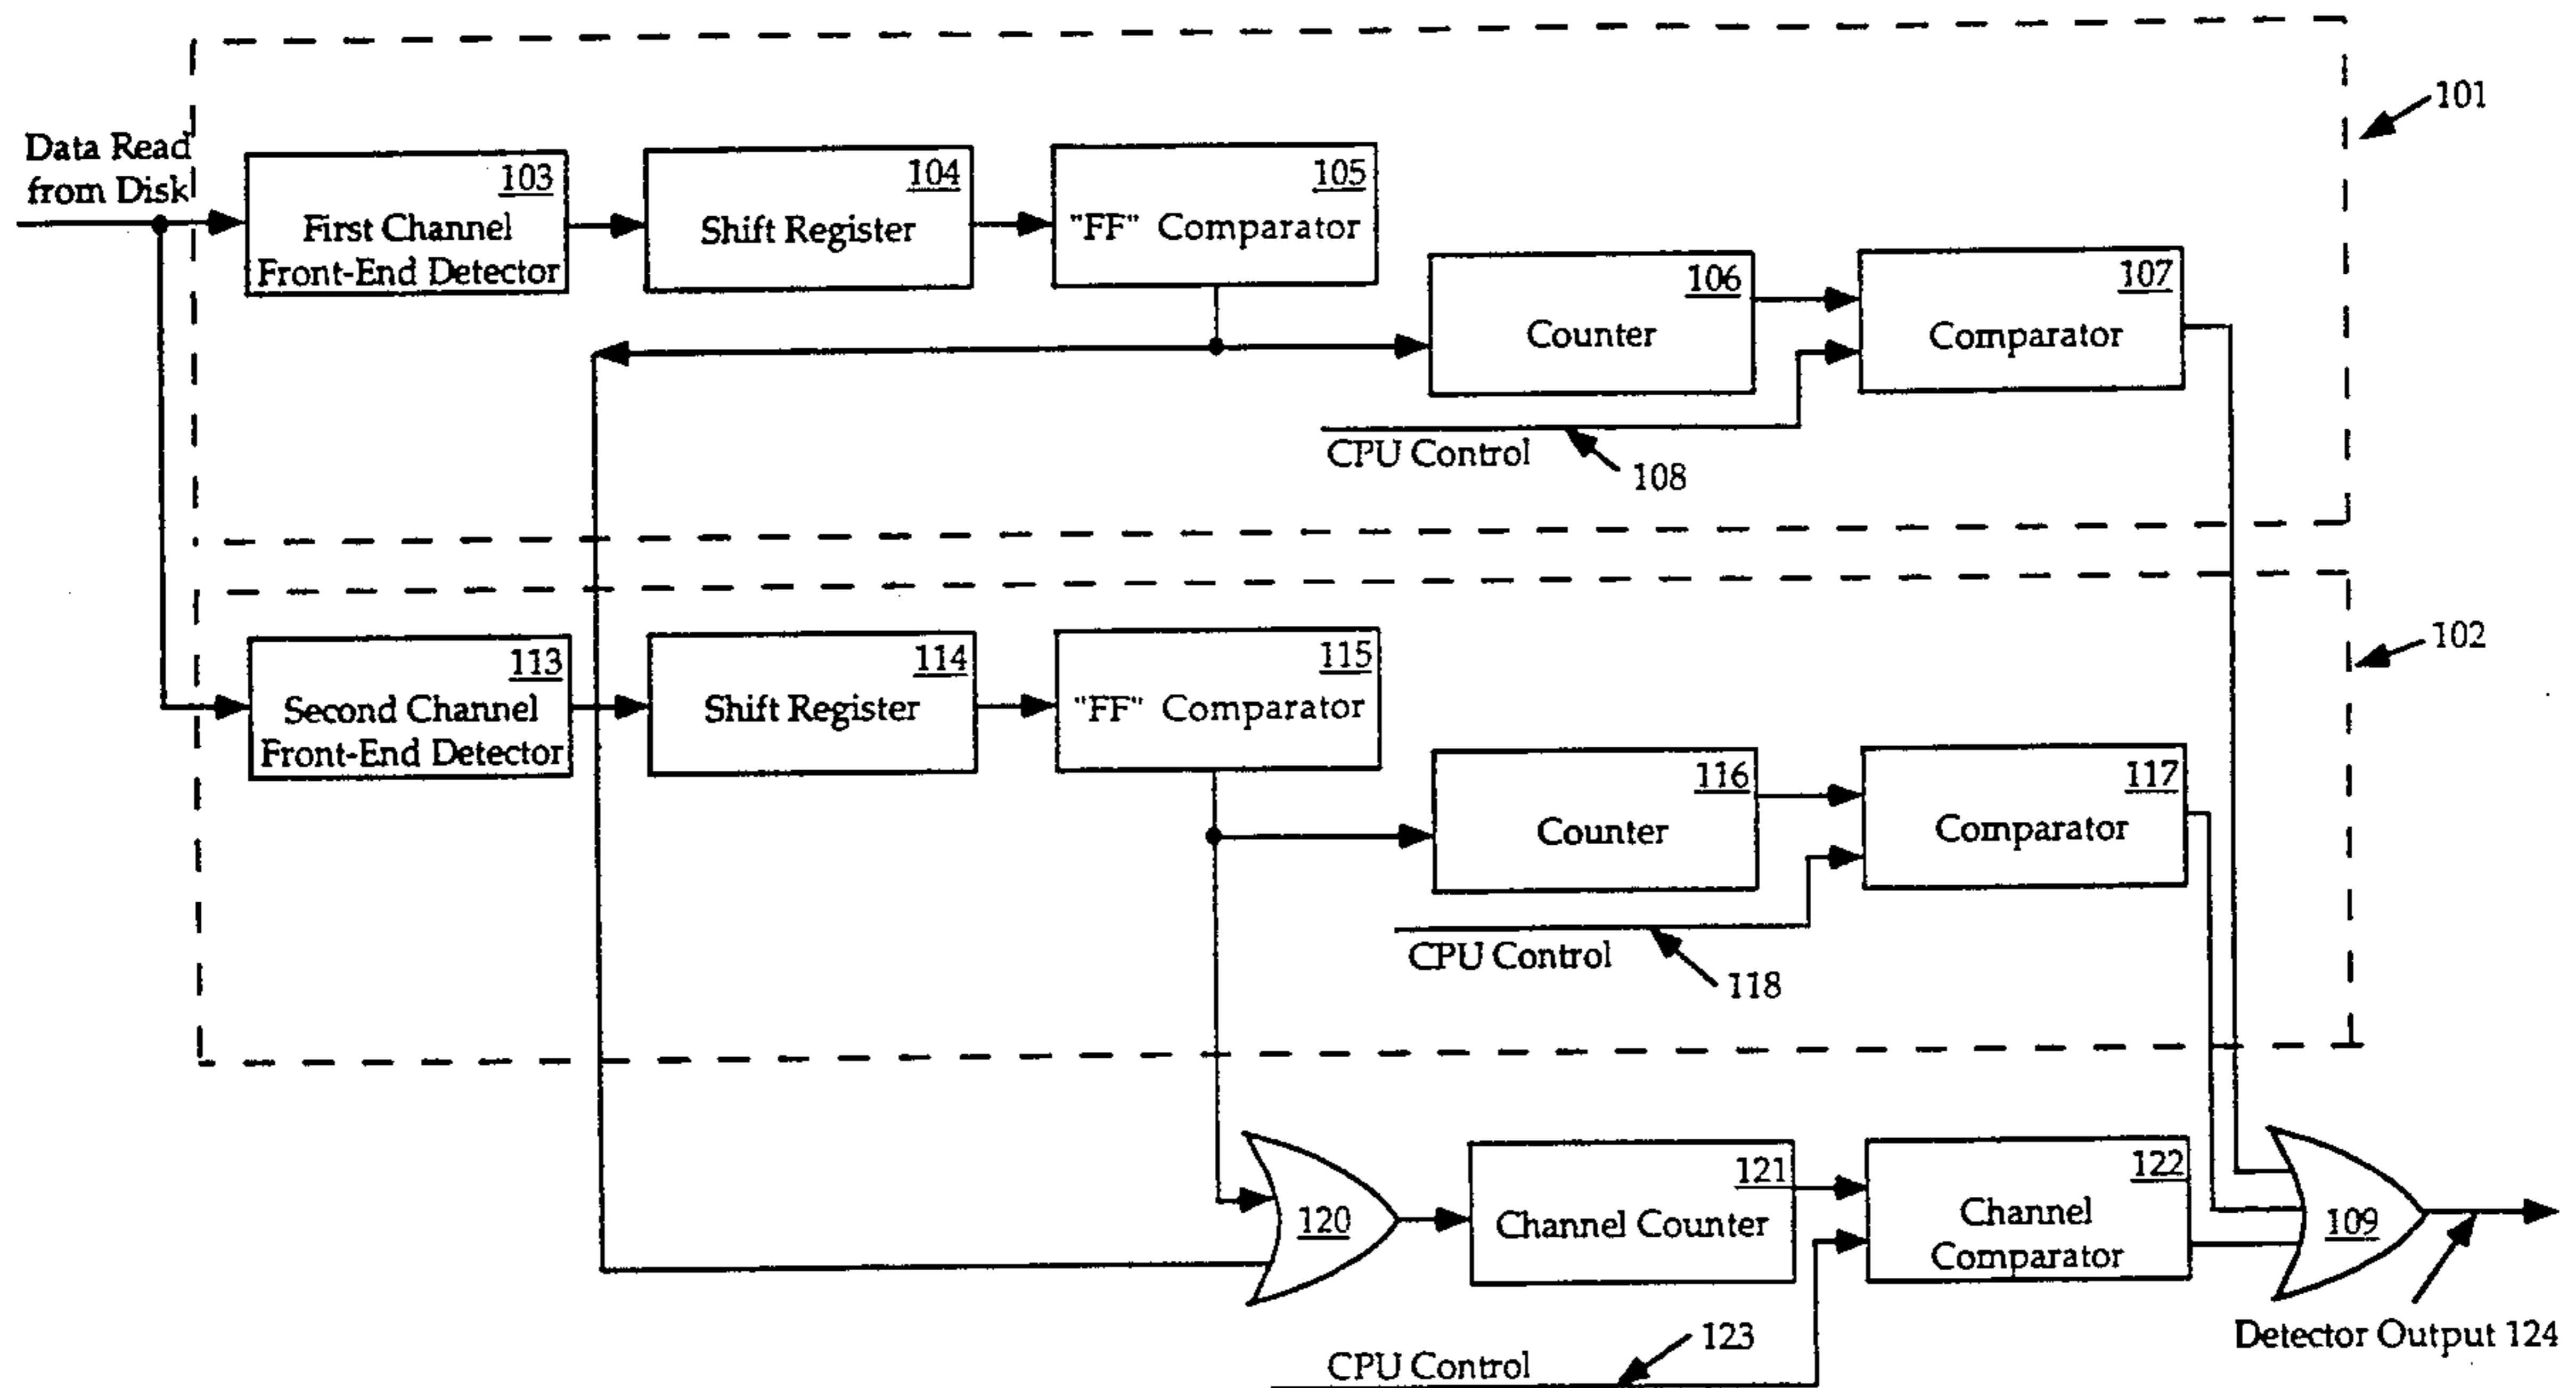 101
Data Read
from Disk
103
First Channel
Front-End Detector
104
Shift Register
105
"FF" Comparator
106
Counter
107
Comparator
CPU Control
108
102
113
Second Channel
Front-End Detector
114
Shift Register
115
"FF" Comparator
116
Counter
117
Comparator
CPU Control
118
120
121
Channel Counter
122
Channel
Comparator
109
CPU Control
123
Detector Output 124